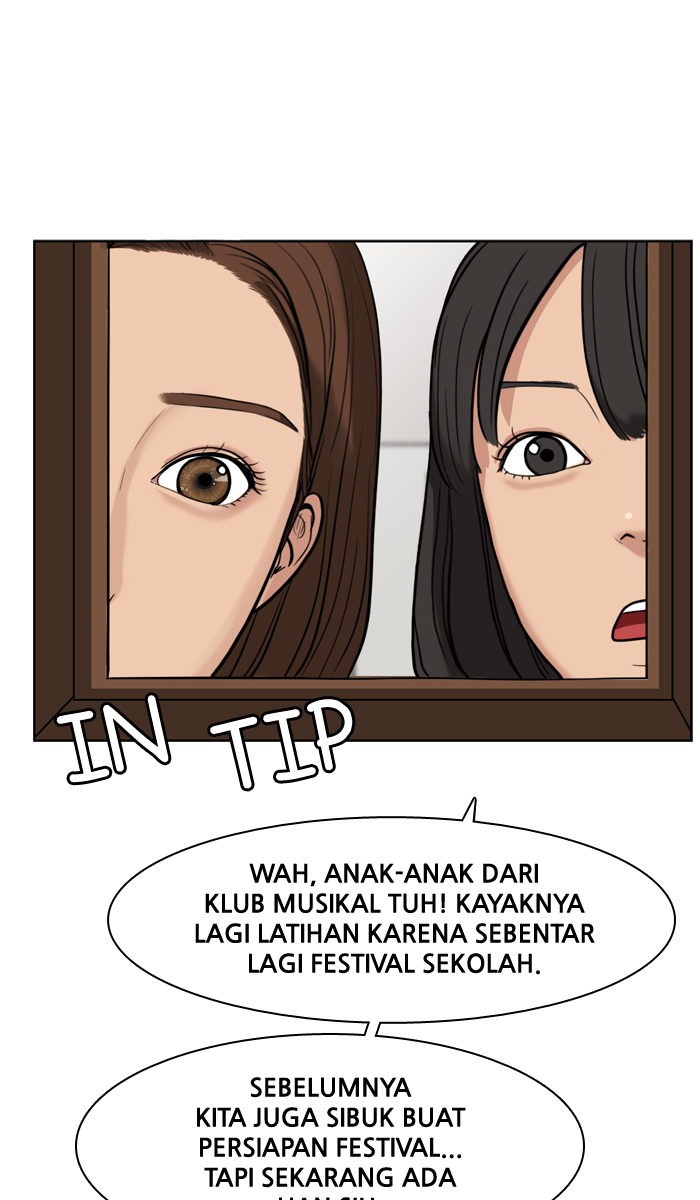 IN TIP
WAH, ANAK-ANAK DARI
KLUB MUSIKAL TUH! KAYAKNYA
LAGI LATIHAN KARENA SEBENTAR
LAGI FESTIVAL SEKOLAH.
SEBELUMNYA
KITA JUGA SIBUK BUAT
PERSIAPAN FESTIVAL...
TAPI SEKARANG ADA